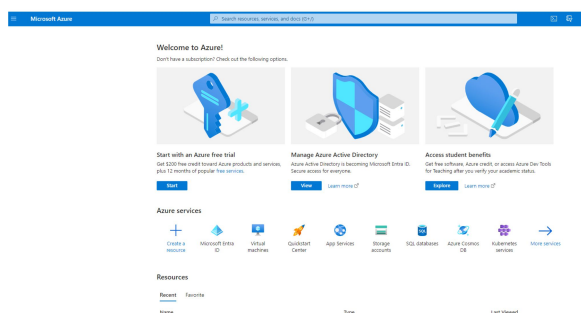 Microsoft Azure
Search resources, services, and docs (G+/)
Welcome to Azure!
Don't have a subscription? Check out the following options.
Start with an Azure free trial
Get $200 free credit toward Azure products and services,
plus 12 months of popular free services.
Start
Manage Azure Active Directory
Azure Active Directory is becoming Microsoft Entra ID.
Secure access for everyone.
View
Learn more
Access student benefits
Get free software, Azure credit, or access Azure Dev Tools
for Teaching after you verify your academic status.
Explore
Learn more
Azure services
Create a
resource
Microsoft Entra
ID
Virtual
machines
Quickstart
Center
App Services
Storage
accounts
SQL databases
Azure Cosmos
DB
Kubernetes
services
More services
Resources
Recent Favorite
Name Type Last Viewed